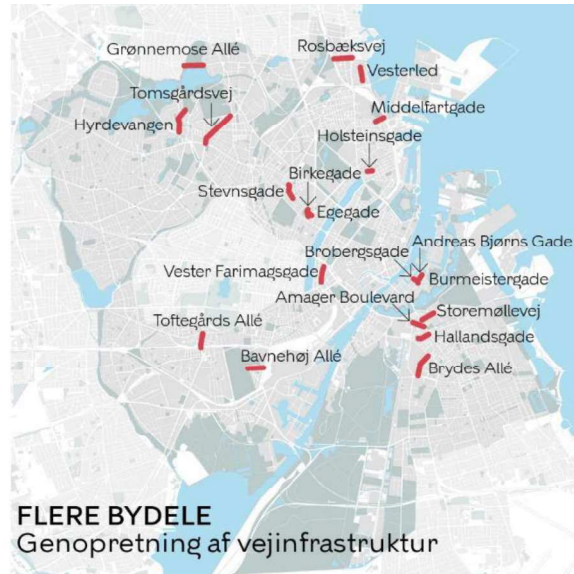 Grønnemose Allé
Rosbæksvej
Vesterled
Tomsgårdsvej
Middelfartgade
Hyrdevangen
Holsteinsgade
Birkegade
Stevnsgade
Egegade
Andreas Bjørns Gade
Brobergsgade
Vester Farimagsgade
Burmeistergade
Amager Boulevard
Storemøllevej
Toftegårds Allé
Hallandsgade
Bavnehøj Allé
Brydes Allé
FLERE BYDELE
Genopretning af vejinfrastruktur